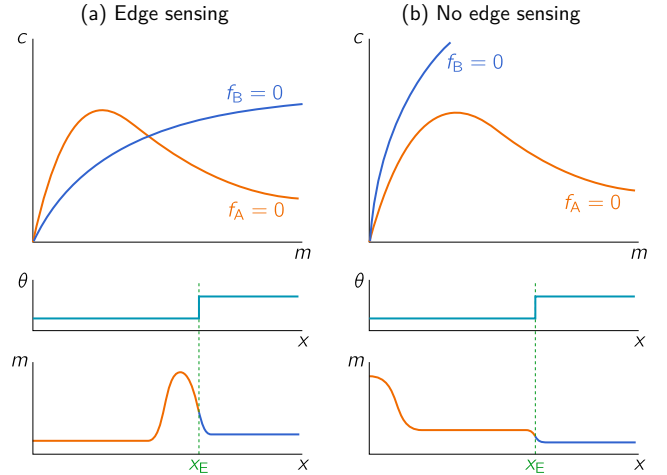 (a) Edge sensing
c
f_B = 0
f_A = 0
m
θ
x
m
x_E
x
(b) No edge sensing
c
f_B = 0
f_A = 0
m
θ
x
m
x_E
x